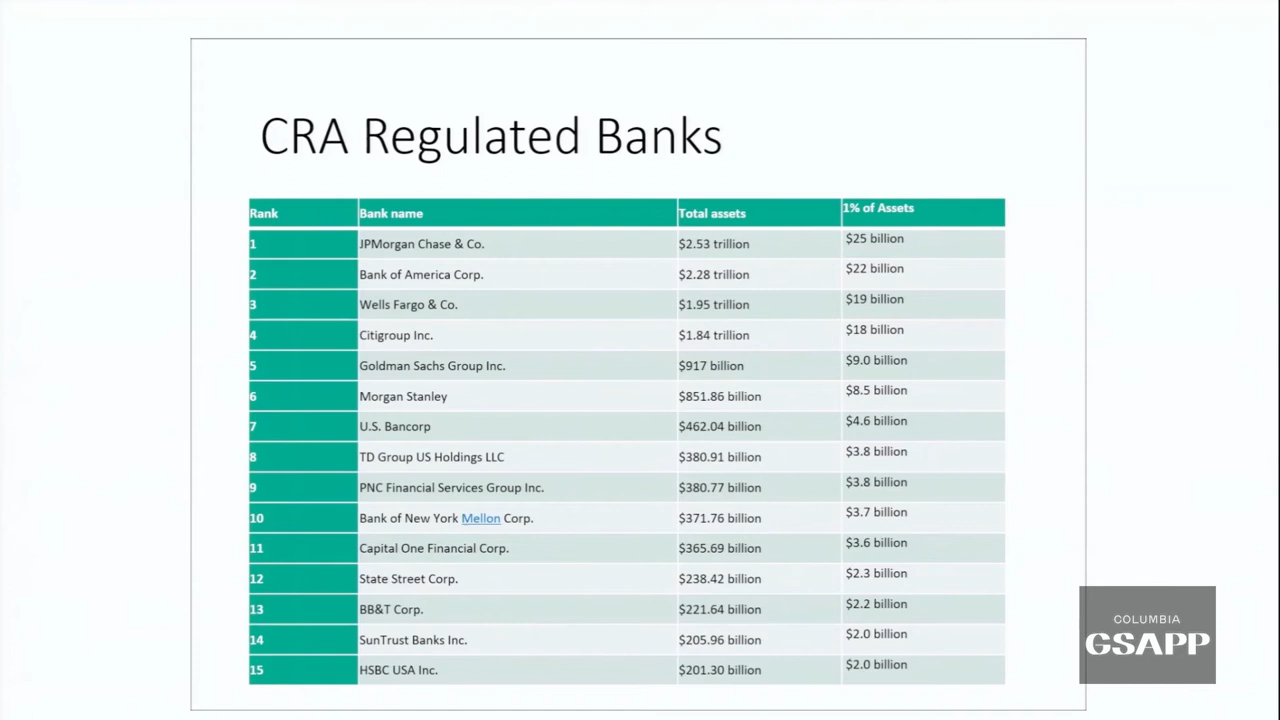 CRA Regulated Banks
Rank Bank name Total assets 1% of Assets
1 JPMorgan Chase & Co. $2.53 trillion $25 billion
2 Bank of America Corp. $2.28 trillion $22 billion
3 Wells Fargo & Co. $1.95 trillion $19 billion
4 Citigroup Inc. $1.84 trillion $18 billion
5 Goldman Sachs Group Inc. $917 billion $9.0 billion
6 Morgan Stanley $851.86 billion $8.5 billion
7 U.S. Bancorp $462.04 billion $4.6 billion
8 TD Group US Holdings LLC $380.91 billion $3.8 billion
9 PNC Financial Services Group Inc. $380.77 billion $3.8 billion
10 Bank of New York Mellon Corp. $371.76 billion $3.7 billion
11 Capital One Financial Corp. $365.69 billion $3.6 billion
12 State Street Corp. $238.42 billion $2.3 billion
13 BB&T Corp. $221.64 billion $2.2 billion
14 SunTrust Banks Inc. $205.96 billion $2.0 billion
15 HSBC USA Inc. $201.30 billion $2.0 billion
COLUMBIA
GSAPP